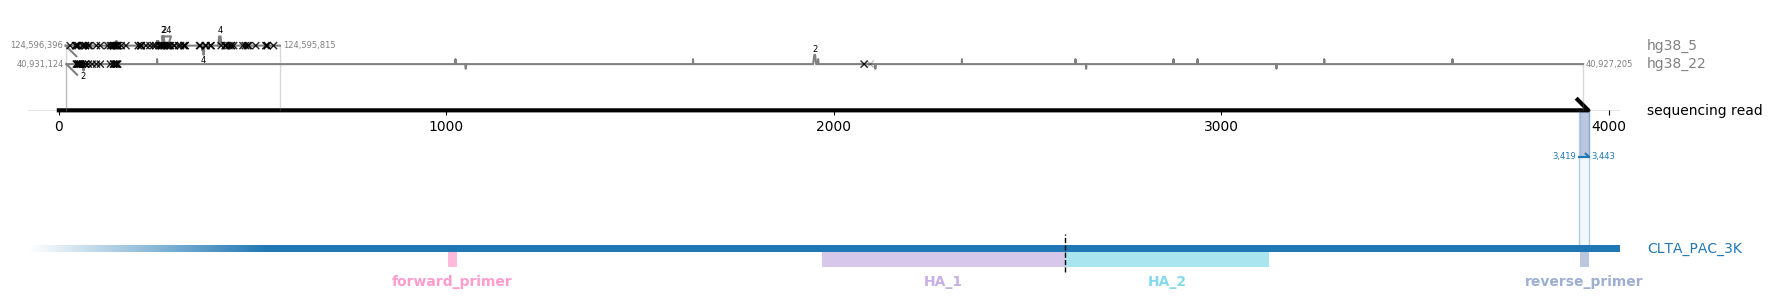 2 4 4
124,596,396 124,595,815 hg38_5
4 2
40,931,124 40,927,205 hg38_22
2
sequencing read
0 1000 2000 3000 4000
3,419 3,443
CLTA_PAC_3K
forward_primer HA_1 HA_2 reverse_primer